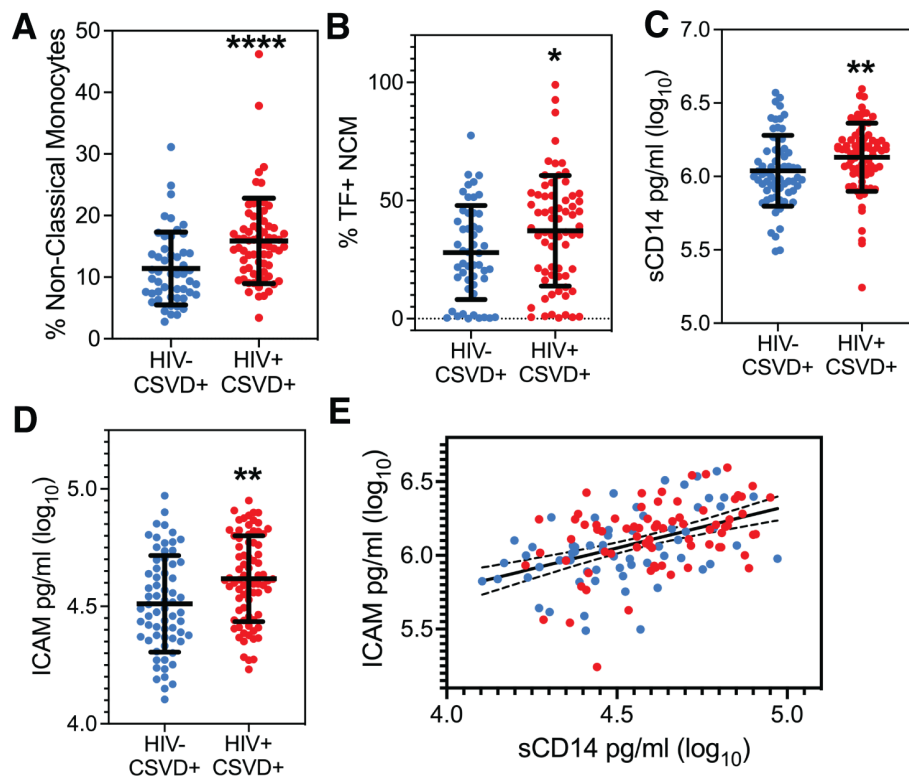 A
% Non-Classical Monocytes
50
40
30
20
10
0
****
HIV-
CSVD+
HIV+
CSVD+
B
% TF+ NCM
100
50
0
*
HIV-
CSVD+
HIV+
CSVD+
C
sCD14 pg/ml (log10)
7.0
6.5
6.0
5.5
5.0
**
HIV-
CSVD+
HIV+
CSVD+
D
ICAM pg/ml (log10)
5.0
4.5
4.0
**
HIV-
CSVD+
HIV+
CSVD+
E
ICAM pg/ml (log10)
6.5
6.0
5.5
4.0 4.5 5.0
sCD14 pg/ml (log10)